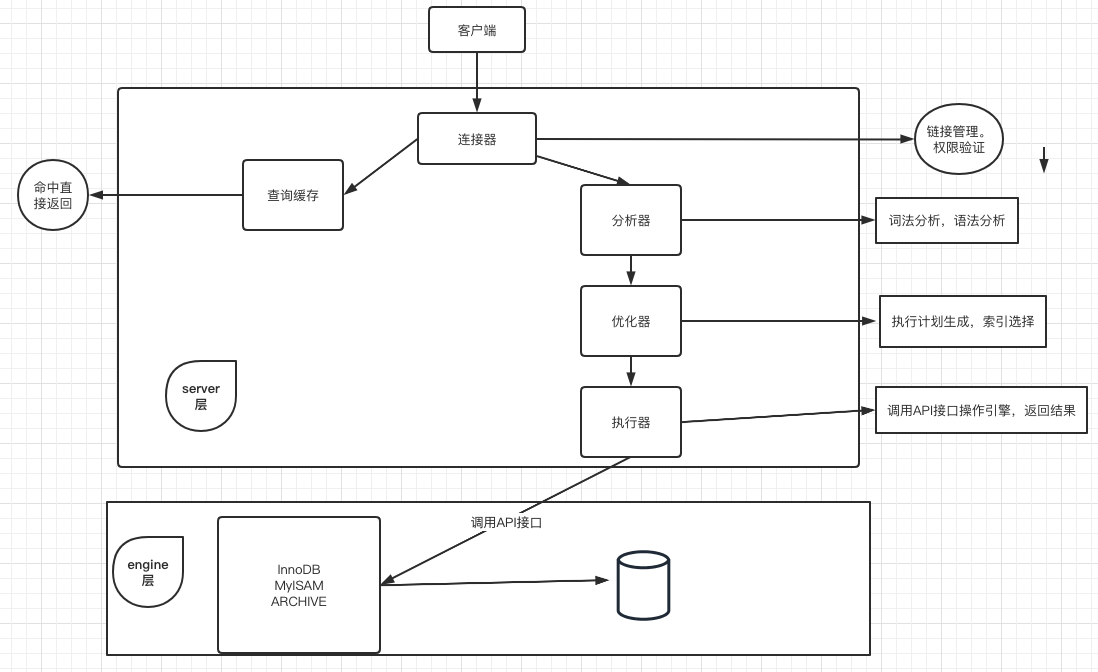 客户端
连接器
链接管理。
权限验证
查询缓存
命中直
接返回
分析器
词法分析，语法分析
优化器
执行计划生成，索引选择
server
层
执行器
调用API接口操作引擎，返回结果
调用API接口
engine
层
InnoDB
MyISAM
ARCHIVE